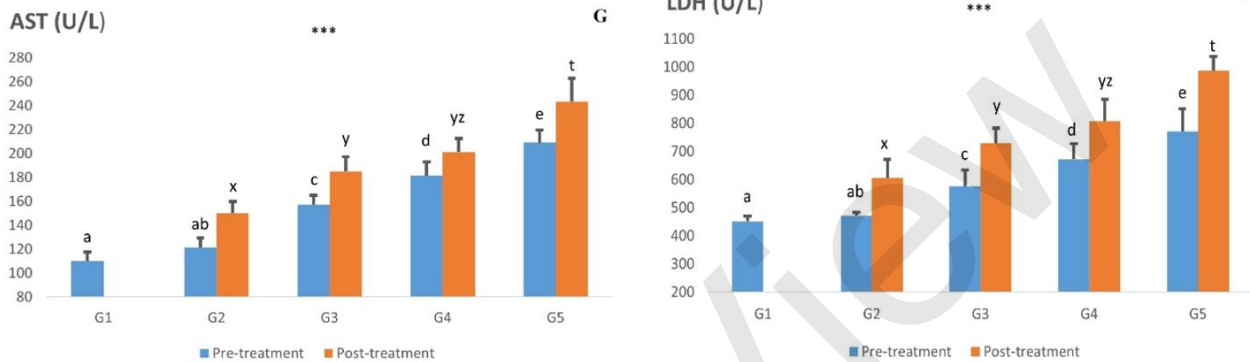 AST (U/L)
***
G
280
260
240
220
200
180
160
140
120
100
80
a
ab
x
c
y
d
yz
e
t
G1
G2
G3
G4
G5
Pre-treatment
Post-treatment
LDH (U/L)
***
1100
1000
900
800
700
600
500
400
300
200
a
ab
x
c
y
d
yz
e
t
G1
G2
G3
G4
G5
Pre-treatment
Post-treatment
view